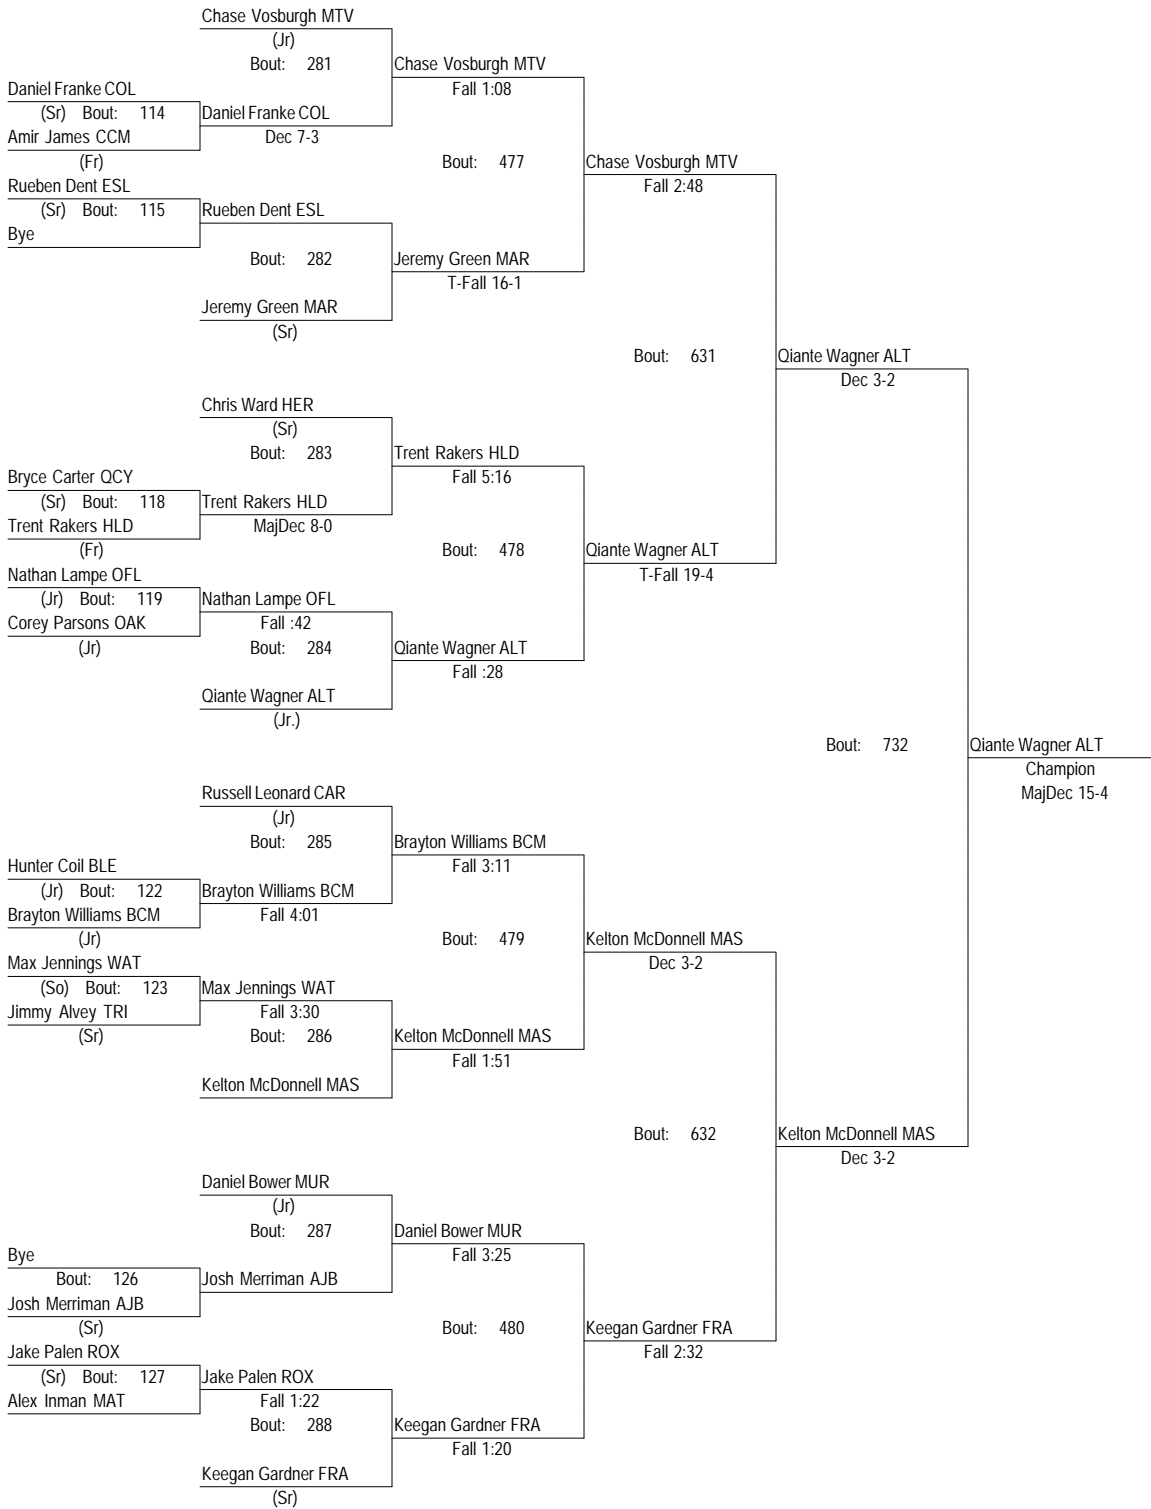 Chase Vosburgh MTV
(Jr)
Bout: 281
Chase Vosburgh MTV
Fall 1:08
Daniel Franke COL
(Sr) Bout: 114
Daniel Franke COL
Dec 7-3
Amir James CCM
(Fr)
Bout: 477
Chase Vosburgh MTV
Fall 2:48
Rueben Dent ESL
(Sr) Bout: 115
Rueben Dent ESL
Bye
Bout: 282
Jeremy Green MAR
T-Fall 16-1
Jeremy Green MAR
(Sr)
Bout: 631
Qiante Wagner ALT
Dec 3-2
Chris Ward HER
(Sr)
Bout: 283
Trent Rakers HLD
Fall 5:16
Bryce Carter QCY
(Sr) Bout: 118
Trent Rakers HLD
MajDec 8-0
Trent Rakers HLD
(Fr)
Bout: 478
Qiante Wagner ALT
T-Fall 19-4
Nathan Lampe OFL
(Jr) Bout: 119
Nathan Lampe OFL
Fall :42
Corey Parsons OAK
(Jr)
Bout: 284
Qiante Wagner ALT
Fall :28
Qiante Wagner ALT
(Jr.)
Bout: 732
Qiante Wagner ALT
Champion
MajDec 15-4
Russell Leonard CAR
(Jr)
Bout: 285
Brayton Williams BCM
Fall 3:11
Hunter Coil BLE
(Jr) Bout: 122
Brayton Williams BCM
Fall 4:01
Brayton Williams BCM
(Jr)
Bout: 479
Kelton McDonnell MAS
Dec 3-2
Max Jennings WAT
(So) Bout: 123
Max Jennings WAT
Fall 3:30
Jimmy Alvey TRI
(Sr)
Bout: 286
Kelton McDonnell MAS
Fall 1:51
Kelton McDonnell MAS
Bout: 632
Kelton McDonnell MAS
Dec 3-2
Daniel Bower MUR
(Jr)
Bout: 287
Daniel Bower MUR
Fall 3:25
Bye
Bout: 126
Josh Merriman AJB
Josh Merriman AJB
(Sr)
Bout: 480
Keegan Gardner FRA
Fall 2:32
Jake Palen ROX
(Sr) Bout: 127
Jake Palen ROX
Fall 1:22
Alex Inman MAT
Bout: 288
Keegan Gardner FRA
Fall 1:20
Keegan Gardner FRA
(Sr)